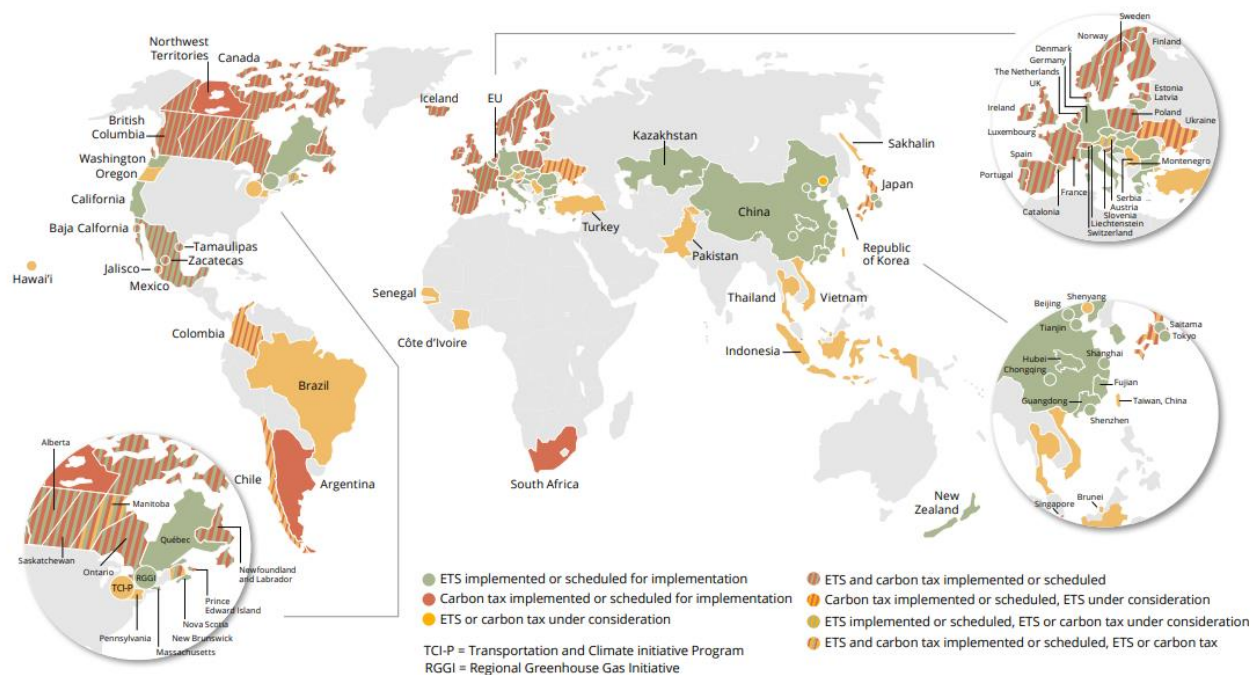 Northwest
Territories
Canada
British
Columbia
Washington
Oregon
California
Baja Calfornia
Tamaulipas
Zacatecas
Jalisco
Mexico
Hawai'i
Colombia
Brazil
Chile
Argentina
Iceland
EU
Kazakhstan
China
Turkey
Pakistan
Sakhalin
Japan
Republic
of Korea
Thailand
Vietnam
Indonesia
Senegal
Côte d'Ivoire
South Africa
New
Zealand
Sweden
Norway
Finland
Denmark
Germany
The Netherlands
UK
Ireland
Estonia
Latvia
Poland
Ukraine
Luxembourg
Spain
Portugal
Montenegro
France
Serbia
Catalonia
Austria
Slovenia
Liechtenstein
Switzerland
Beijing
Shenyang
Tianjin
Saitama
Tokyo
Hubei
Chongqing
Shanghai
Fujian
Guangdong
Taiwan, China
Shenzhen
Brunei
Singapore
Alberta
Manitoba
Québec
Saskatchewan
Ontario
RGGI
TCI-P
Newfoundland
and Labrador
Prince
Edward Island
Nova Scotia
Pennsylvania
New Brunswick
Massachusetts
ETS implemented or scheduled for implementation
Carbon tax implemented or scheduled for implementation
ETS or carbon tax under consideration
TCI-P = Transportation and Climate initiative Program
RGGI = Regional Greenhouse Gas Initiative
ETS and carbon tax implemented or scheduled
Carbon tax implemented or scheduled, ETS under consideration
ETS implemented or scheduled, ETS or carbon tax under consideration
ETS and carbon tax implemented or scheduled, ETS or carbon tax